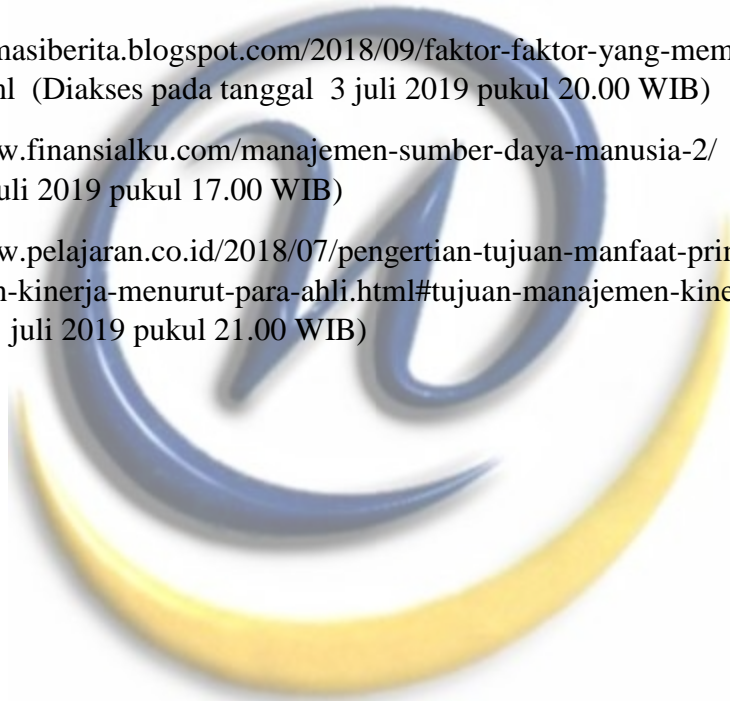 masiberita.blogspot.com/2018/09/faktor-faktor-yang-mem
ml (Diakses pada tanggal 3 juli 2019 pukul 20.00 WIB)
w.finansialku.com/manajemen-sumber-daya-manusia-2/
uli 2019 pukul 17.00 WIB)
w.pelajaran.co.id/2018/07/pengertian-tujuan-manfaat-prin
n-kinerja-menurut-para-ahli.html#tujuan-manajemen-kine
juli 2019 pukul 21.00 WIB)